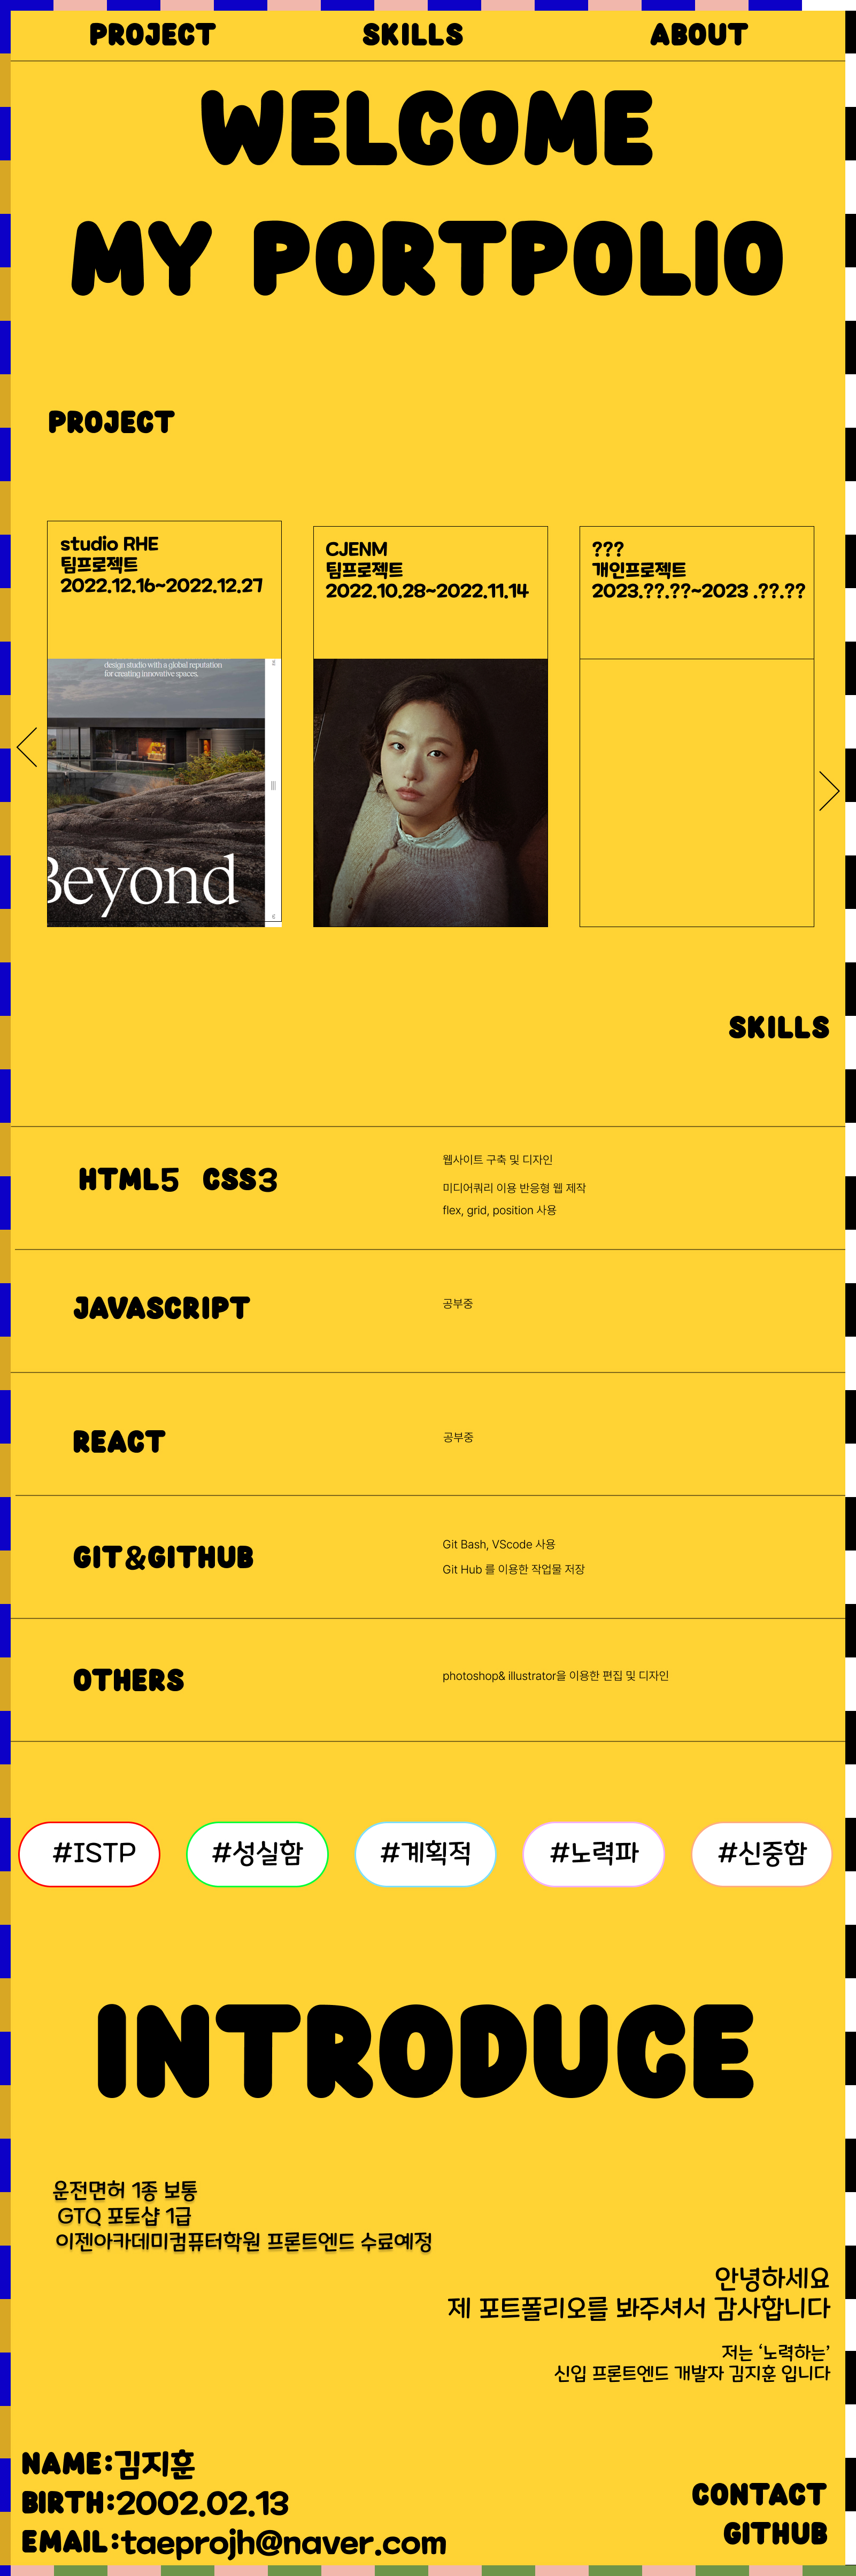 PROJECT SKILLS ABOUT
WELCOME
MY PORTPOLIO
PROJECT
studio RHE
팀프로젝트
2022.12.16~2022.12.27
CJENM
팀프로젝트
2022.10.28~2022.11.14
???
개인프로젝트
2023.??.??~2023 .??.??
design studio with a global reputation
for creating innovative spaces.
Beyond
SKILLS
HTML5 CSS3
웹사이트 구축 및 디자인
미디어쿼리 이용 반응형 웹 제작
flex, grid, position 사용
JAVASCRIPT
공부중
REACT
공부중
GIT&GITHUB
Git Bash, VScode 사용
Git Hub 를 이용한 작업물 저장
OTHERS
photoshop& illustrator을 이용한 편집 및 디자인
#ISTP #성실함 #계획적 #노력파 #신중함
INTRODUCE
운전면허 1종 보통
GTQ 포토샵 1급
이젠아카데미컴퓨터학원 프론트엔드 수료예정
안녕하세요
제 포트폴리오를 봐주셔서 감사합니다
저는 ‘노력하는’
신입 프론트엔드 개발자 김지훈 입니다
NAME:김지훈
BIRTH:2002.02.13
EMAIL:taeprojh@naver.com
CONTACT
GITHUB